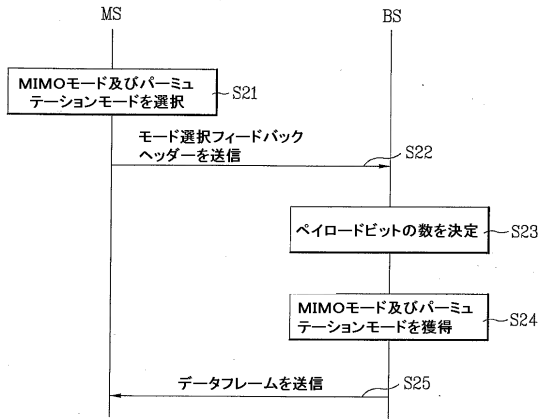 MS
BS
MIMOモード及びパーミュ
テーションモードを選択
S21
モード選択フィードバック
ヘッダーを送信
S22
ペイロードビットの数を決定
S23
MIMOモード及びパーミュ
テーションモードを獲得
S24
データフレームを送信
S25